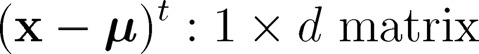 (x − μ)^t : 1 × d matrix